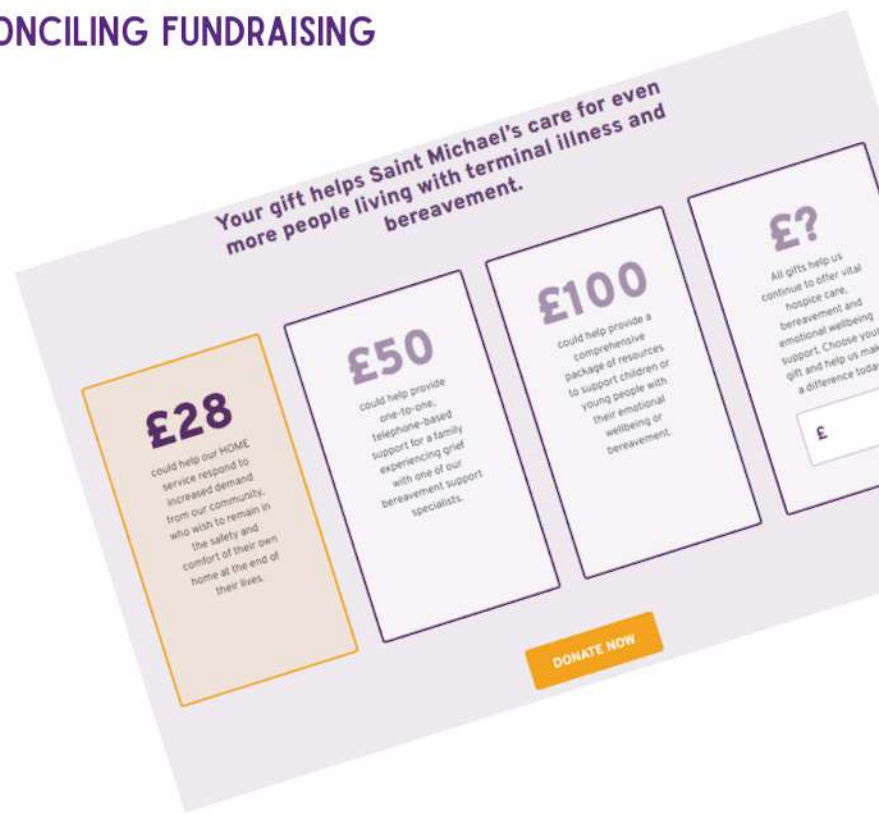 ONCILING FUNDRAISING
Your gift helps Saint Michael's care for even
more people living with terminal illness and
bereavement.
£28
could help our HOME
service respond to
increased demand
from our community,
who wish to remain in
the safety and
comfort of their own
home at the end of
their lives.
£50
could help provide
one-to-one,
telephone-based
support for a family
experiencing grief
with one of our
bereavement support
specialists.
£100
could help provide a
comprehensive
package of resources
to support children or
young people with
their emotional
wellbeing or
bereavement.
£?
All gifts help us
continue to offer vital
hospice care,
bereavement and
emotional wellbeing
support. Choose your
gift and help us mak
a difference toda
£
DONATE NOW